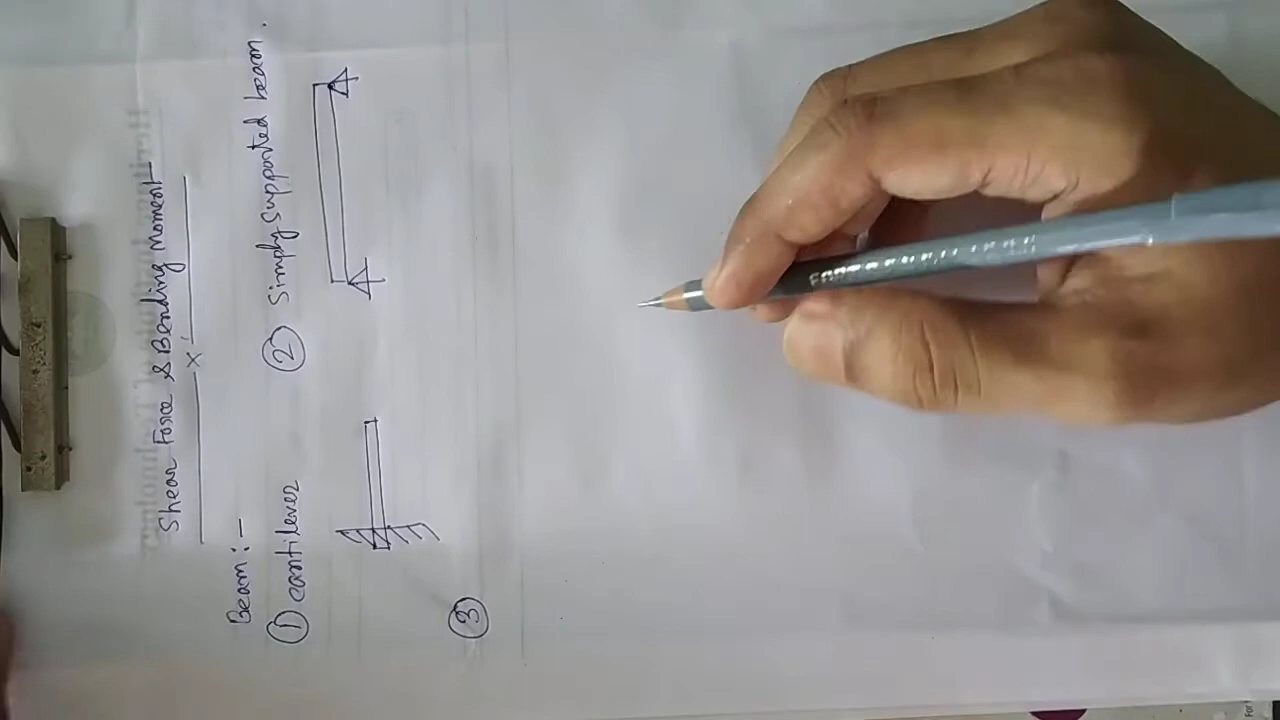 Shear Force & Bending Moment
x
Beam :-
① cantilever ② Simply supported beam.
③